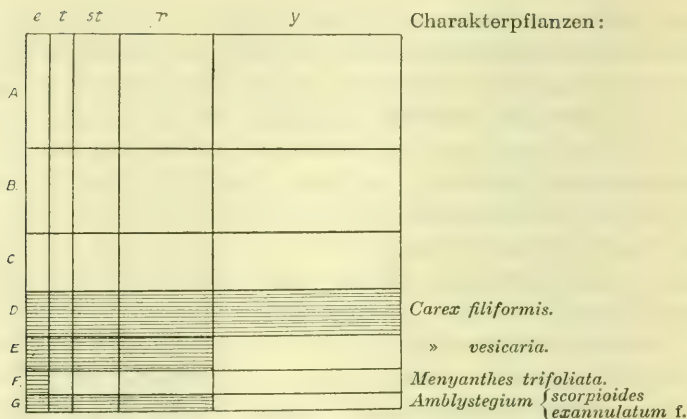 e t st r y
Charakterpflanzen:
A
B.
C
D Carex filiformis.
E » vesicaria.
F. Menyanthes trifoliata.
G Amblystegium { scorpioides
exannulatum f.